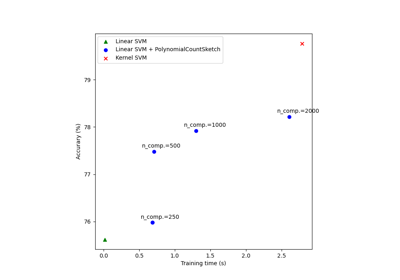 Linear SVM
Linear SVM + PolynomialCountSketch
Kernel SVM
79
n_comp.=2000
78
n_comp.=1000
n_comp.=500
Accurary (%)
77
n_comp.=250
76
0.0 0.5 1.0 1.5 2.0 2.5
Training time (s)